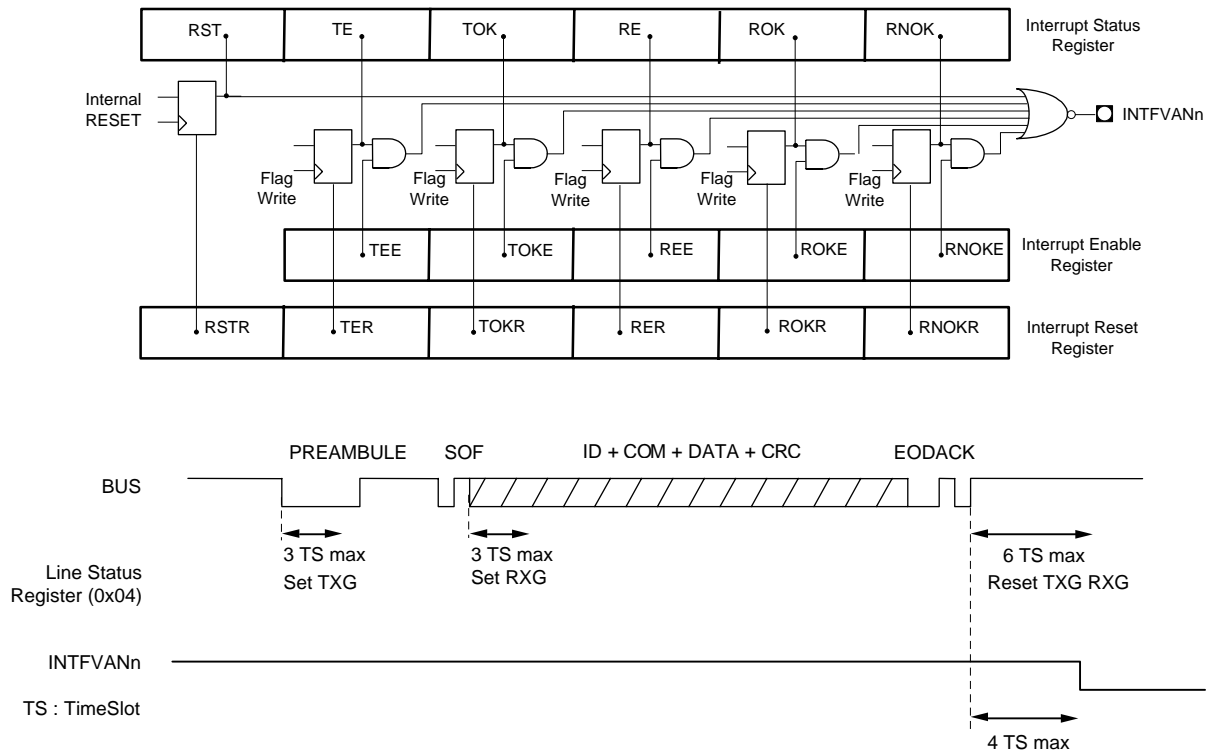 RST TE TOK RE ROK RNOK
Interrupt Status
Register
Internal
RESET
INTFVANn
Flag
Write
Flag
Write
Flag
Write
Flag
Write
Flag
Write
TEE TOKE REE ROKE RNOKE
Interrupt Enable
Register
RSTR TER TOKR RER ROKR RNOKR
Interrupt Reset
Register
PREAMBULE SOF ID + COM + DATA + CRC EODACK
BUS
3 TS max
Set TXG
3 TS max
Set RXG
6 TS max
Reset TXG RXG
Line Status
Register (0x04)
INTFVANn
TS : TimeSlot
4 TS max